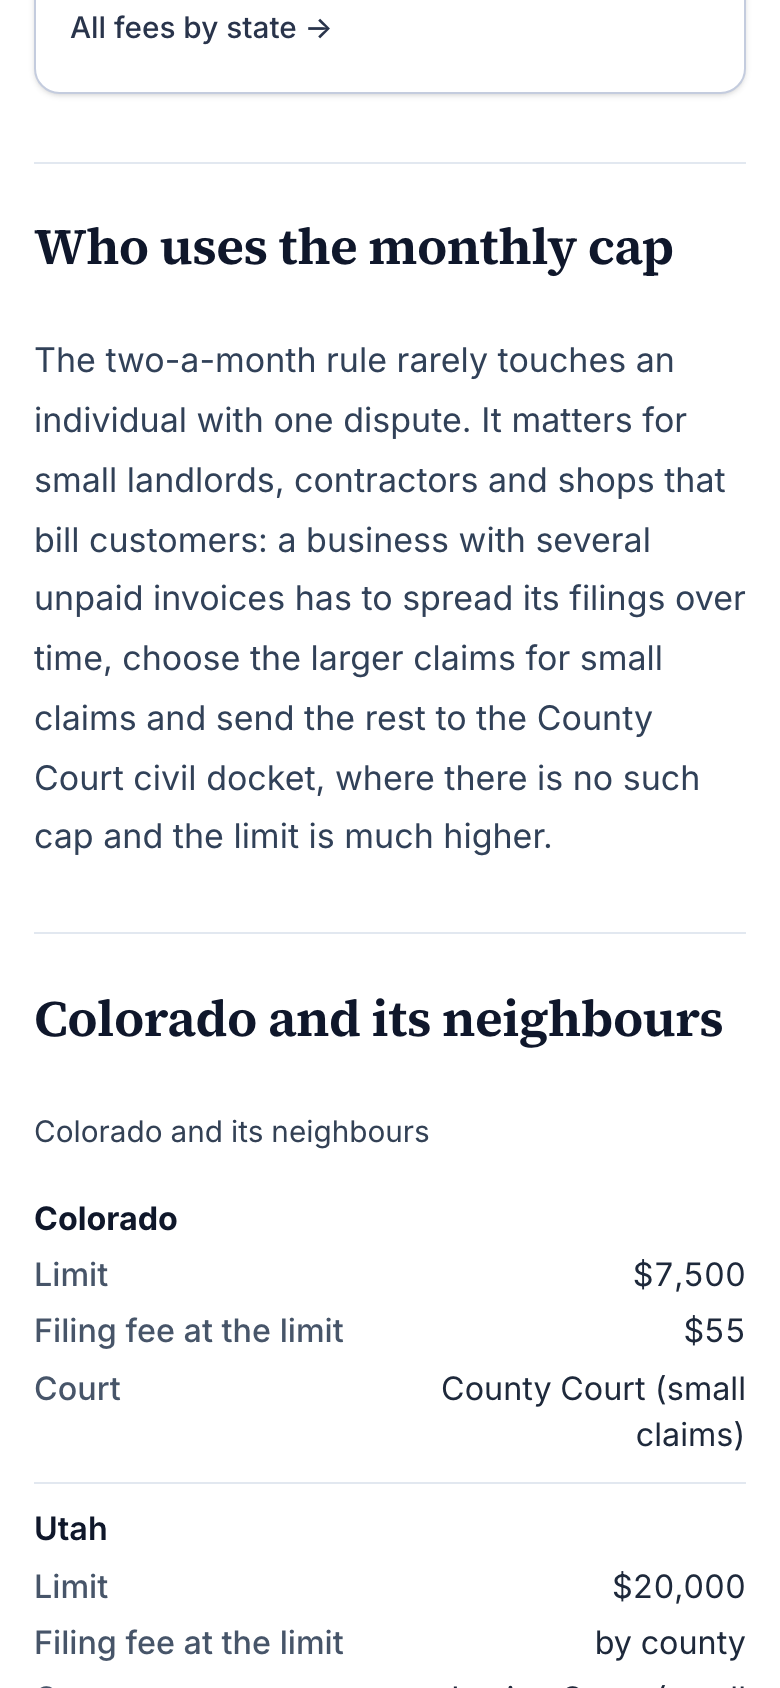 All fees by state →
Who uses the monthly cap
The two-a-month rule rarely touches an
individual with one dispute. It matters for
small landlords, contractors and shops that
bill customers: a business with several
unpaid invoices has to spread its filings over
time, choose the larger claims for small
claims and send the rest to the County
Court civil docket, where there is no such
cap and the limit is much higher.
Colorado and its neighbours
Colorado and its neighbours
Colorado
Limit $7,500
Filing fee at the limit $55
Court County Court (small
claims)
Utah
Limit $20,000
Filing fee at the limit by county